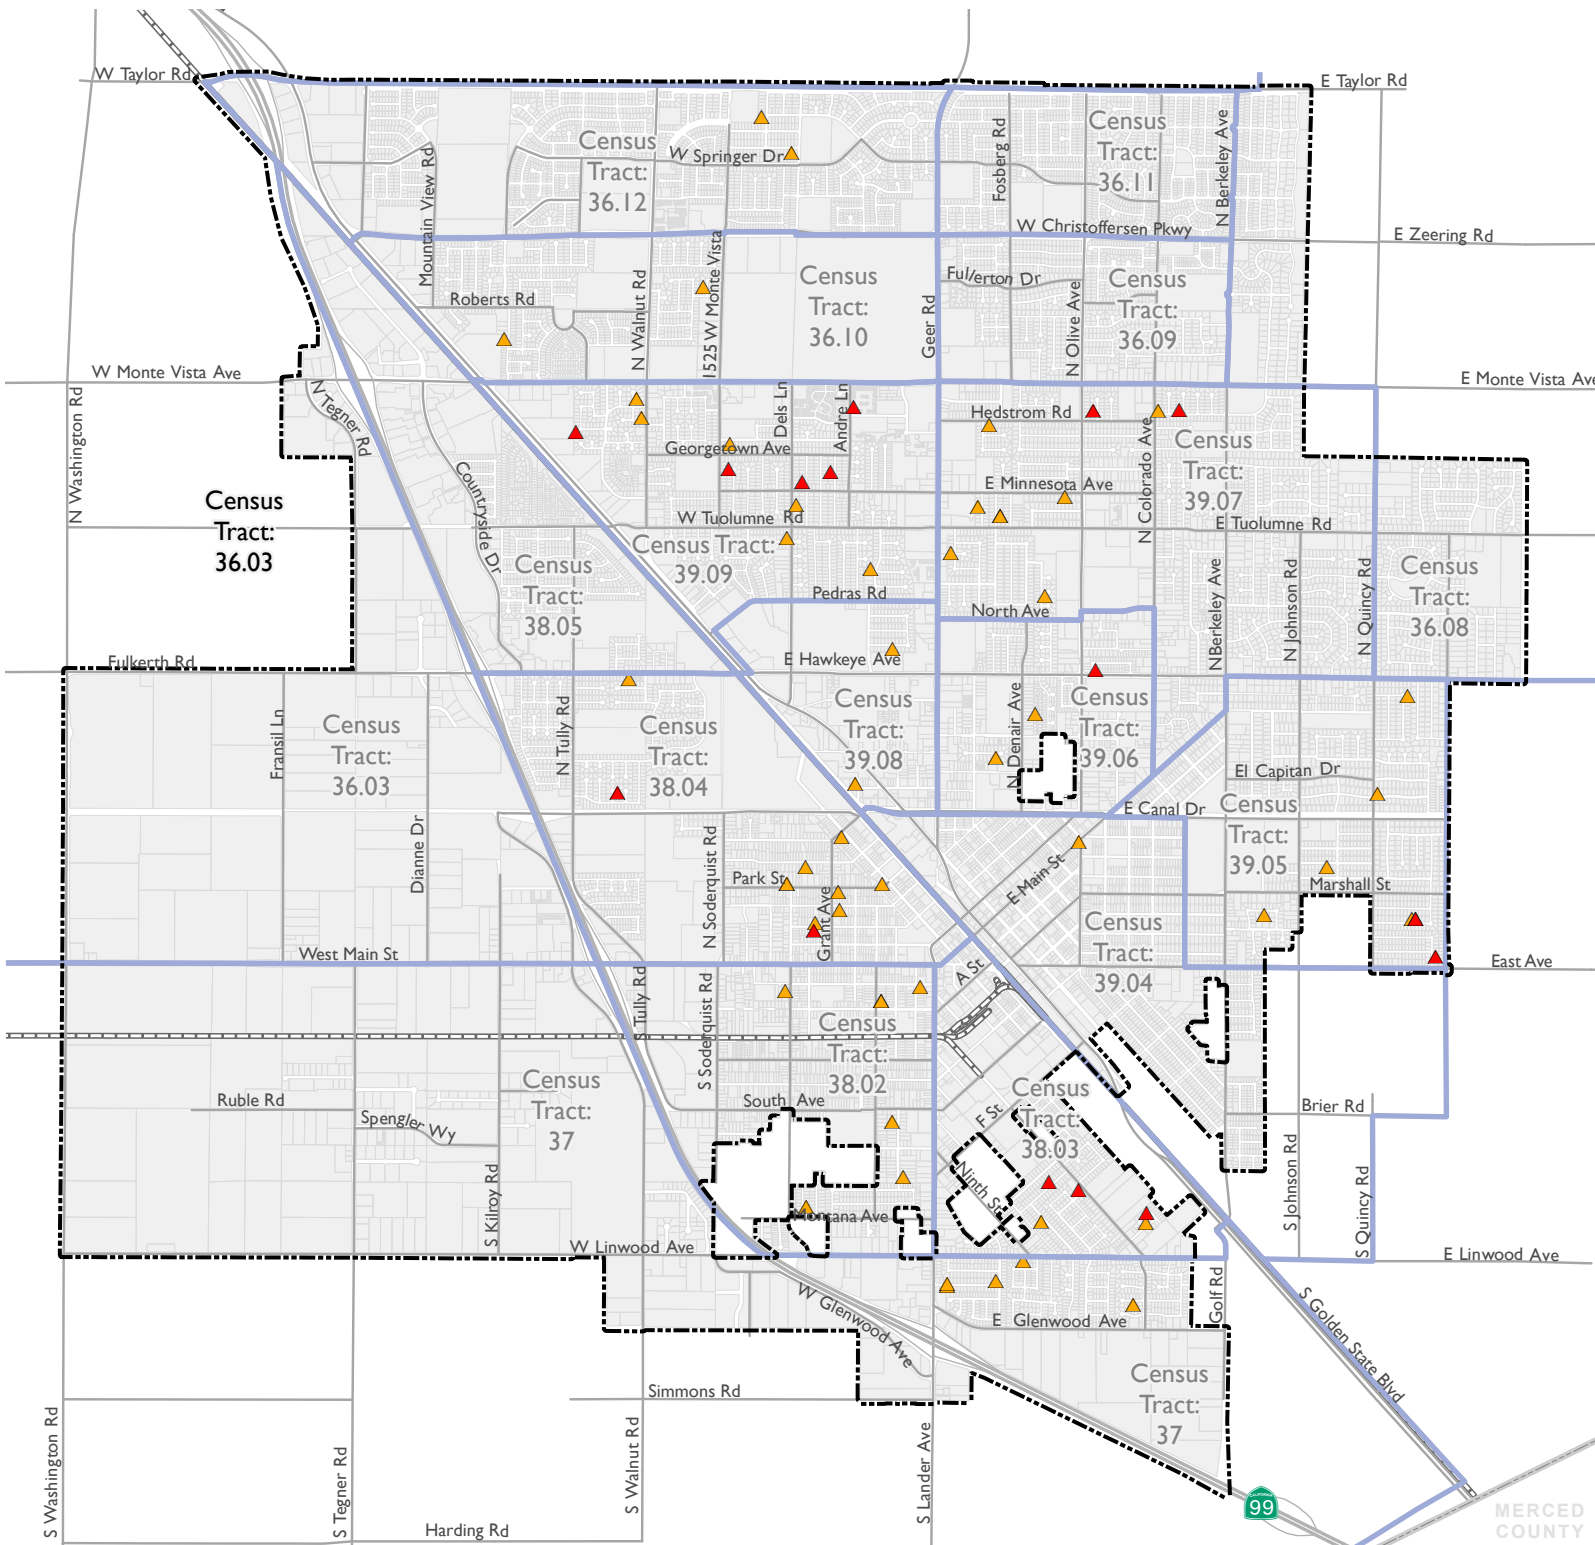 W Taylor Rd
E Taylor Rd
Census
Tract:
36.12
W Springer Dr
Mountain View Rd
Fosberg Rd
Census
Tract:
36.11
N Berkeley Ave
W Christoffersen Pkwy
E Zeering Rd
Roberts Rd
N Walnut Rd
1525 W Monte Vista
Census
Tract:
36.10
Geer Rd
Fullerton Dr
N Olive Ave
Census
Tract:
36.09
W Monte Vista Ave
E Monte Vista Ave
N Washington Rd
N Tegner Rd
Dels Ln
Andre Ln
Hedstrom Rd
Georgetown Ave
N Colorado Ave
Census
Tract:
39.07
Countryside Dr
E Minnesota Ave
Census
Tract:
36.03
W Tuolumne Rd
E Tuolumne Rd
Census
Tract:
38.05
Census Tract:
39.09
Pedras Rd
North Ave
NBerkeley Ave
N Johnson Rd
N Quincy Rd
Census
Tract:
36.08
Fulkerth Rd
E Hawkeye Ave
Fransil Ln
Census
Tract:
36.03
N Tully Rd
Census
Tract:
38.04
Census
Tract:
39.08
N Denair Ave
Census
Tract:
39.06
El Capitan Dr
E Canal Dr
Census
Tract:
39.05
Dianne Dr
N Soderquist Rd
Park St
Grant Ave
E Main St
Marshall St
Census
Tract:
39.04
West Main St
A St
East Ave
S Tully Rd
S Soderquist Rd
Census
Tract:
38.02
Census
Tract:
37
Ruble Rd
Spengler Wy
South Ave
F St
Census
Tract:
38.03
Brier Rd
S Kilroy Rd
Ninth St
S Johnson Rd
S Quincy Rd
Montana Ave
W Linwood Ave
E Linwood Ave
W Glenwood Ave
E Glenwood Ave
Golf Rd
S Golden State Blvd
Simmons Rd
Census
Tract:
37
S Washington Rd
S Tegner Rd
S Walnut Rd
S Lander Ave
Harding Rd
CALIFORNIA
99
MERCED
COUNTY